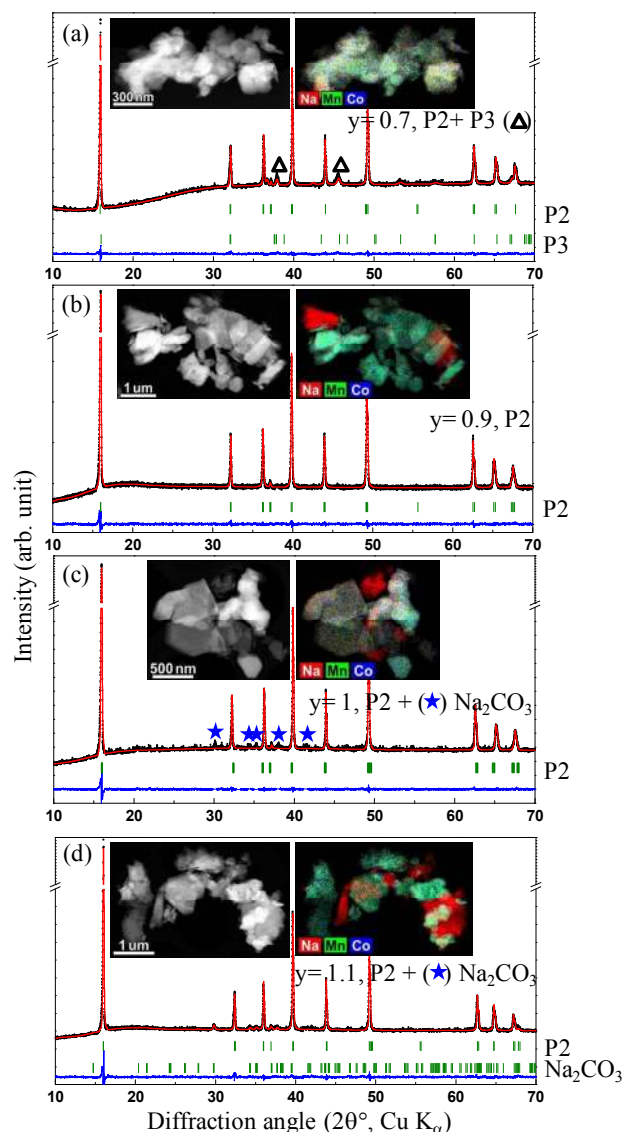 (a)
300 nm
Na Mn Co
y= 0.7, P2+ P3 (△)
P2
P3
10 20 30 40 50 60 70
(b)
1 um
Na Mn Co
y= 0.9, P2
P2
10 20 30 40 50 60 70
(c)
500 nm
Na Mn Co
y= 1, P2 + (★) Na₂CO₃
P2
10 20 30 40 50 60 70
(d)
1 um
Na Mn Co
y= 1.1, P2 + (★) Na₂CO₃
P2
Na₂CO₃
10 20 30 40 50 60 70
Intensity (arb. unit)
Diffraction angle (2θ°, Cu Kα)